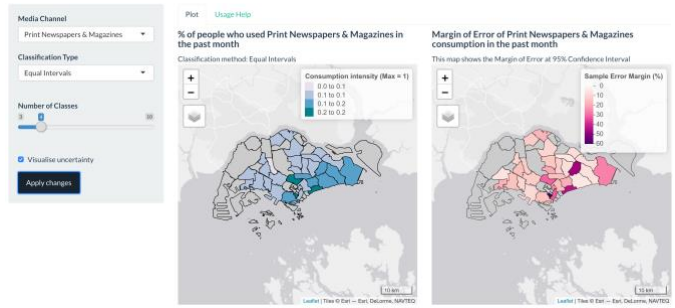 Media Channel
Print Newspapers & Magazines
Classification Type
Equal Intervals
Number of Classes
3
4
Visualise uncertainty
Apply changes
Plot
Usage Help
% of people who used Print Newspapers & Magazines in
the past month
Classification method: Equal Intervals
+
−
Consumption intensity (Max = 1)
0.0 to 0.1
0.1 to 0.1
0.1 to 0.2
0.2 to 0.2
10 km
Leaflet | Tiles © Esri — Esri, DeLorme, NAVTEQ
Margin of Error of Print Newspapers & Magazines
consumption in the past month
This map shows the Margin of Error at 95% Confidence Interval
+
−
Sample Error Margin (%)
0
10
20
30
40
50
60
10 km
Leaflet | Tiles © Esri — Esri, DeLorme, NAVTEQ